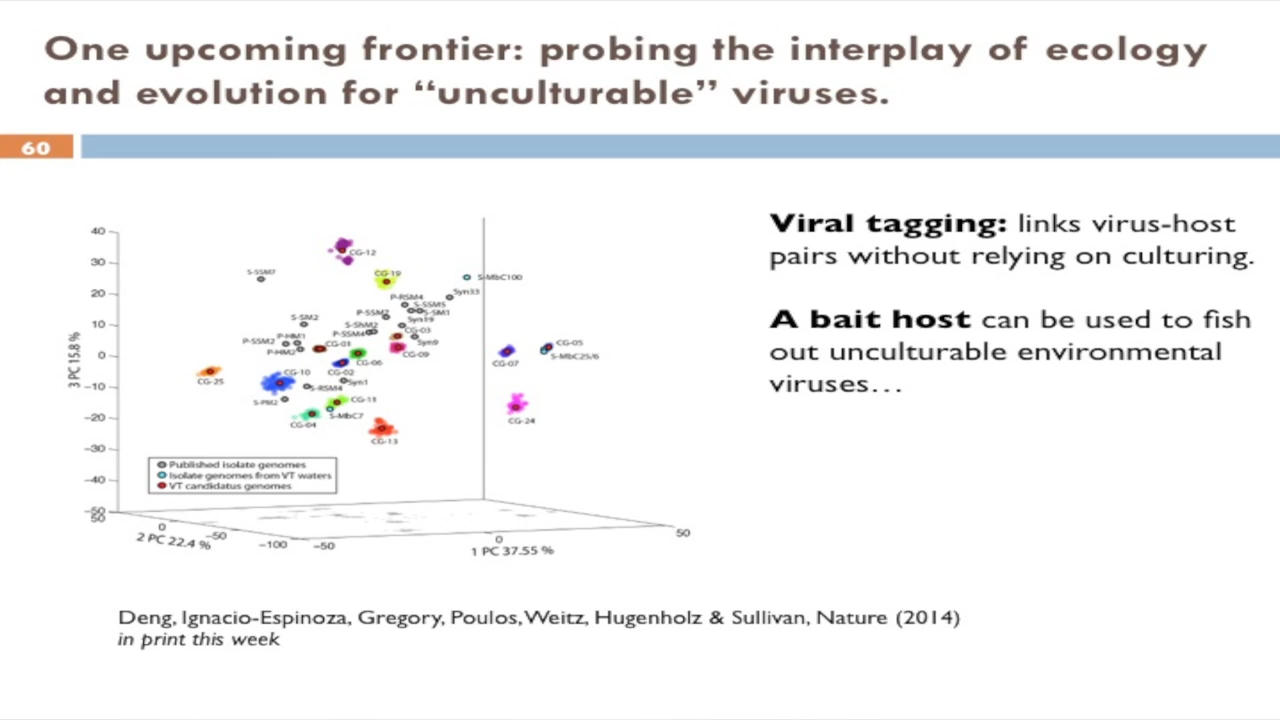 One upcoming frontier: probing the interplay of ecology
and evolution for “unculturable” viruses.
60
Viral tagging: links virus-host
pairs without relying on culturing.
A bait host can be used to fish
out unculturable environmental
viruses…
40
30
20
10
0
-10
-20
-30
-40
-50
3 PC 15.8 %
CG-12
S-SSM7
CG-19
S-MbC100
Syn33
P-RSM4
S-SSM5
S-SM1
P-SSM7
Syn19
S-SM2
S-ShM2
P-SSM4
CG-03
Syn9
P-HM1
P-SSM2
P-HM2
CG-01
CG-09
CG-05
S-MbC25/6
CG-07
CG-06
CG-02
CG-10
CG-25
Syn1
S-RSM4
S-PM2
CG-11
S-MbC7
CG-04
CG-13
CG-24
Published isolate genomes
Isolate genomes from VT waters
VT candidatus genomes
50
0
-50
-100
2 PC 22.4 %
-50
0
50
1 PC 37.55 %
Deng, Ignacio-Espinoza, Gregory, Poulos, Weitz, Hugenholz & Sullivan, Nature (2014)
in print this week